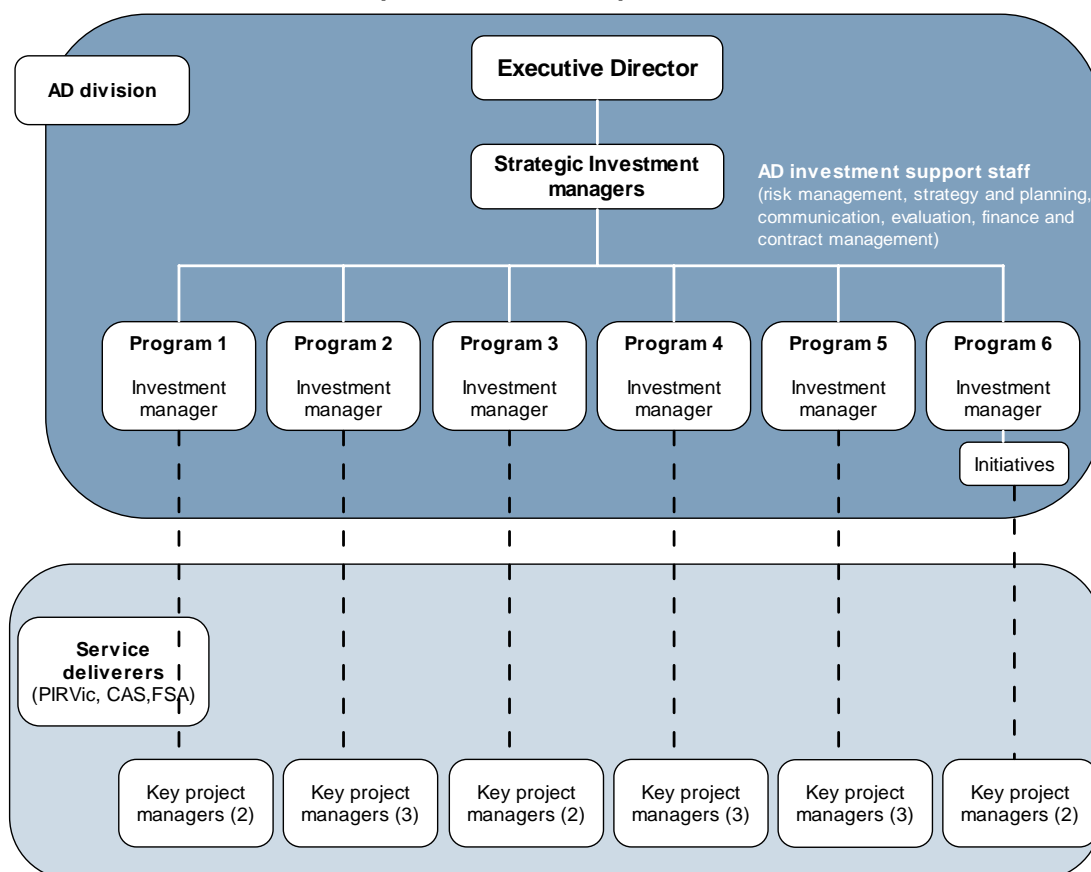 Executive Director
AD division
Strategic Investment
managers
AD investment support staff
(risk management, strategy and planning,
communication, evaluation, finance and
contract management)
Program 1
Investment
manager
Program 2
Investment
manager
Program 3
Investment
manager
Program 4
Investment
manager
Program 5
Investment
manager
Program 6
Investment
manager
Initiatives
Service
deliverers
(PIRVic, CAS,FSA)
Key project
managers (2)
Key project
managers (3)
Key project
managers (2)
Key project
managers (3)
Key project
managers (3)
Key project
managers (2)